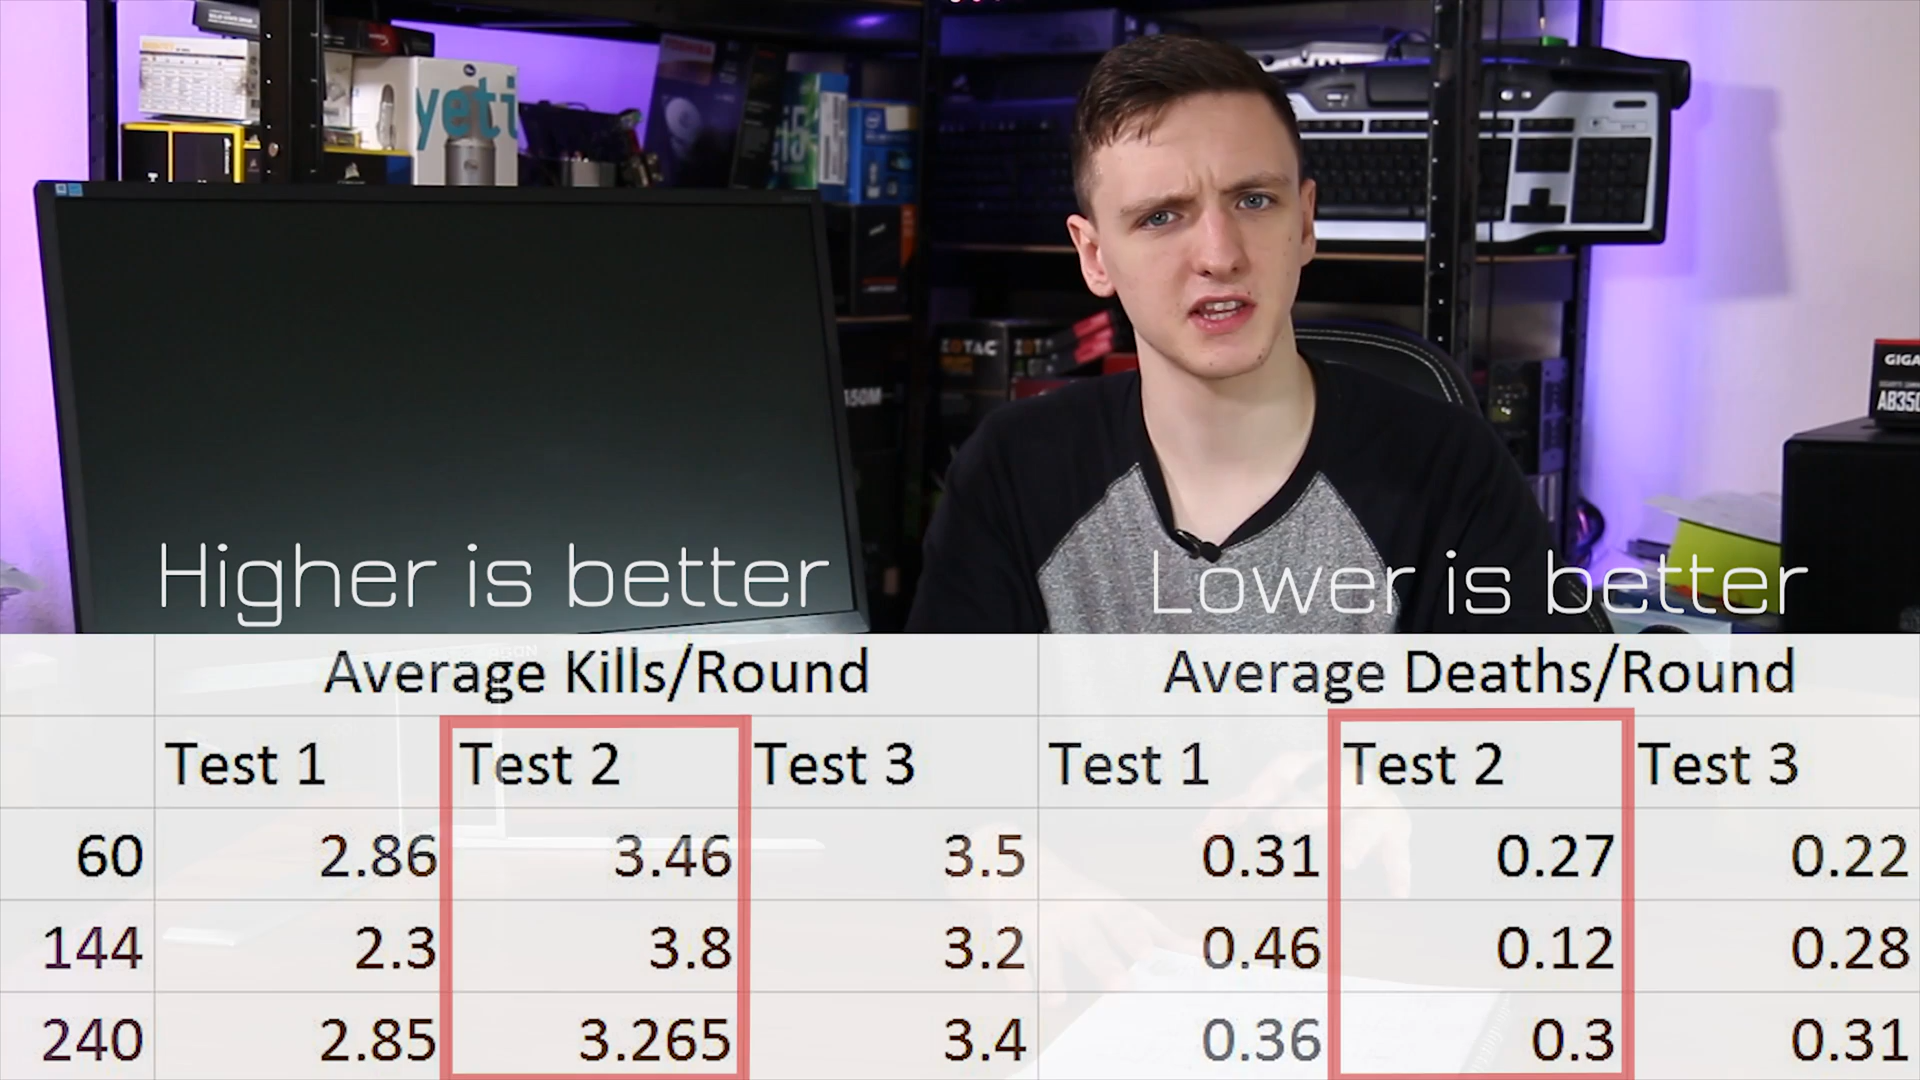 TOSHIBA
yeti
i5
ZOTAC
GIGA
AB350
Higher is better
Lower is better
Average Kills/Round
Average Deaths/Round
Test 1
Test 2
Test 3
Test 1
Test 2
Test 3
60
2.86
3.46
3.5
0.31
0.27
0.22
144
2.3
3.8
3.2
0.46
0.12
0.28
240
2.85
3.265
3.4
0.36
0.3
0.31